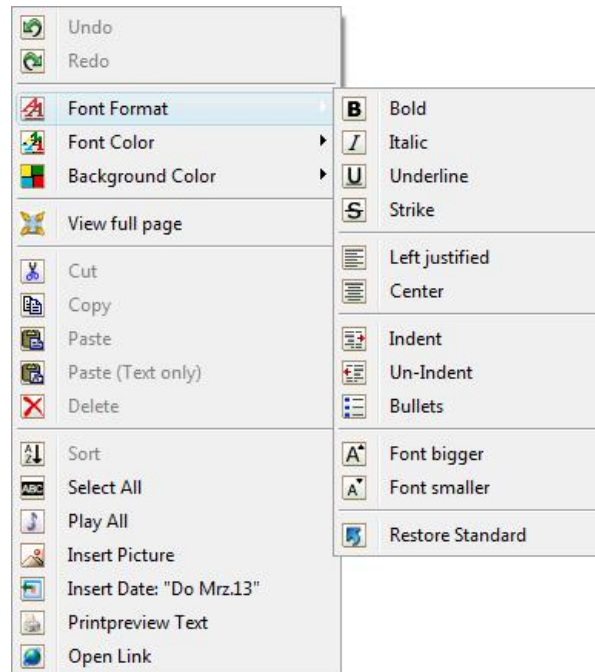 Undo
Redo
Font Format
Font Color
Background Color
View full page
Cut
Copy
Paste
Paste (Text only)
Delete
Sort
Select All
Play All
Insert Picture
Insert Date: "Do Mrz.13"
Printpreview Text
Open Link
Bold
Italic
Underline
Strike
Left justified
Center
Indent
Un-Indent
Bullets
Font bigger
Font smaller
Restore Standard